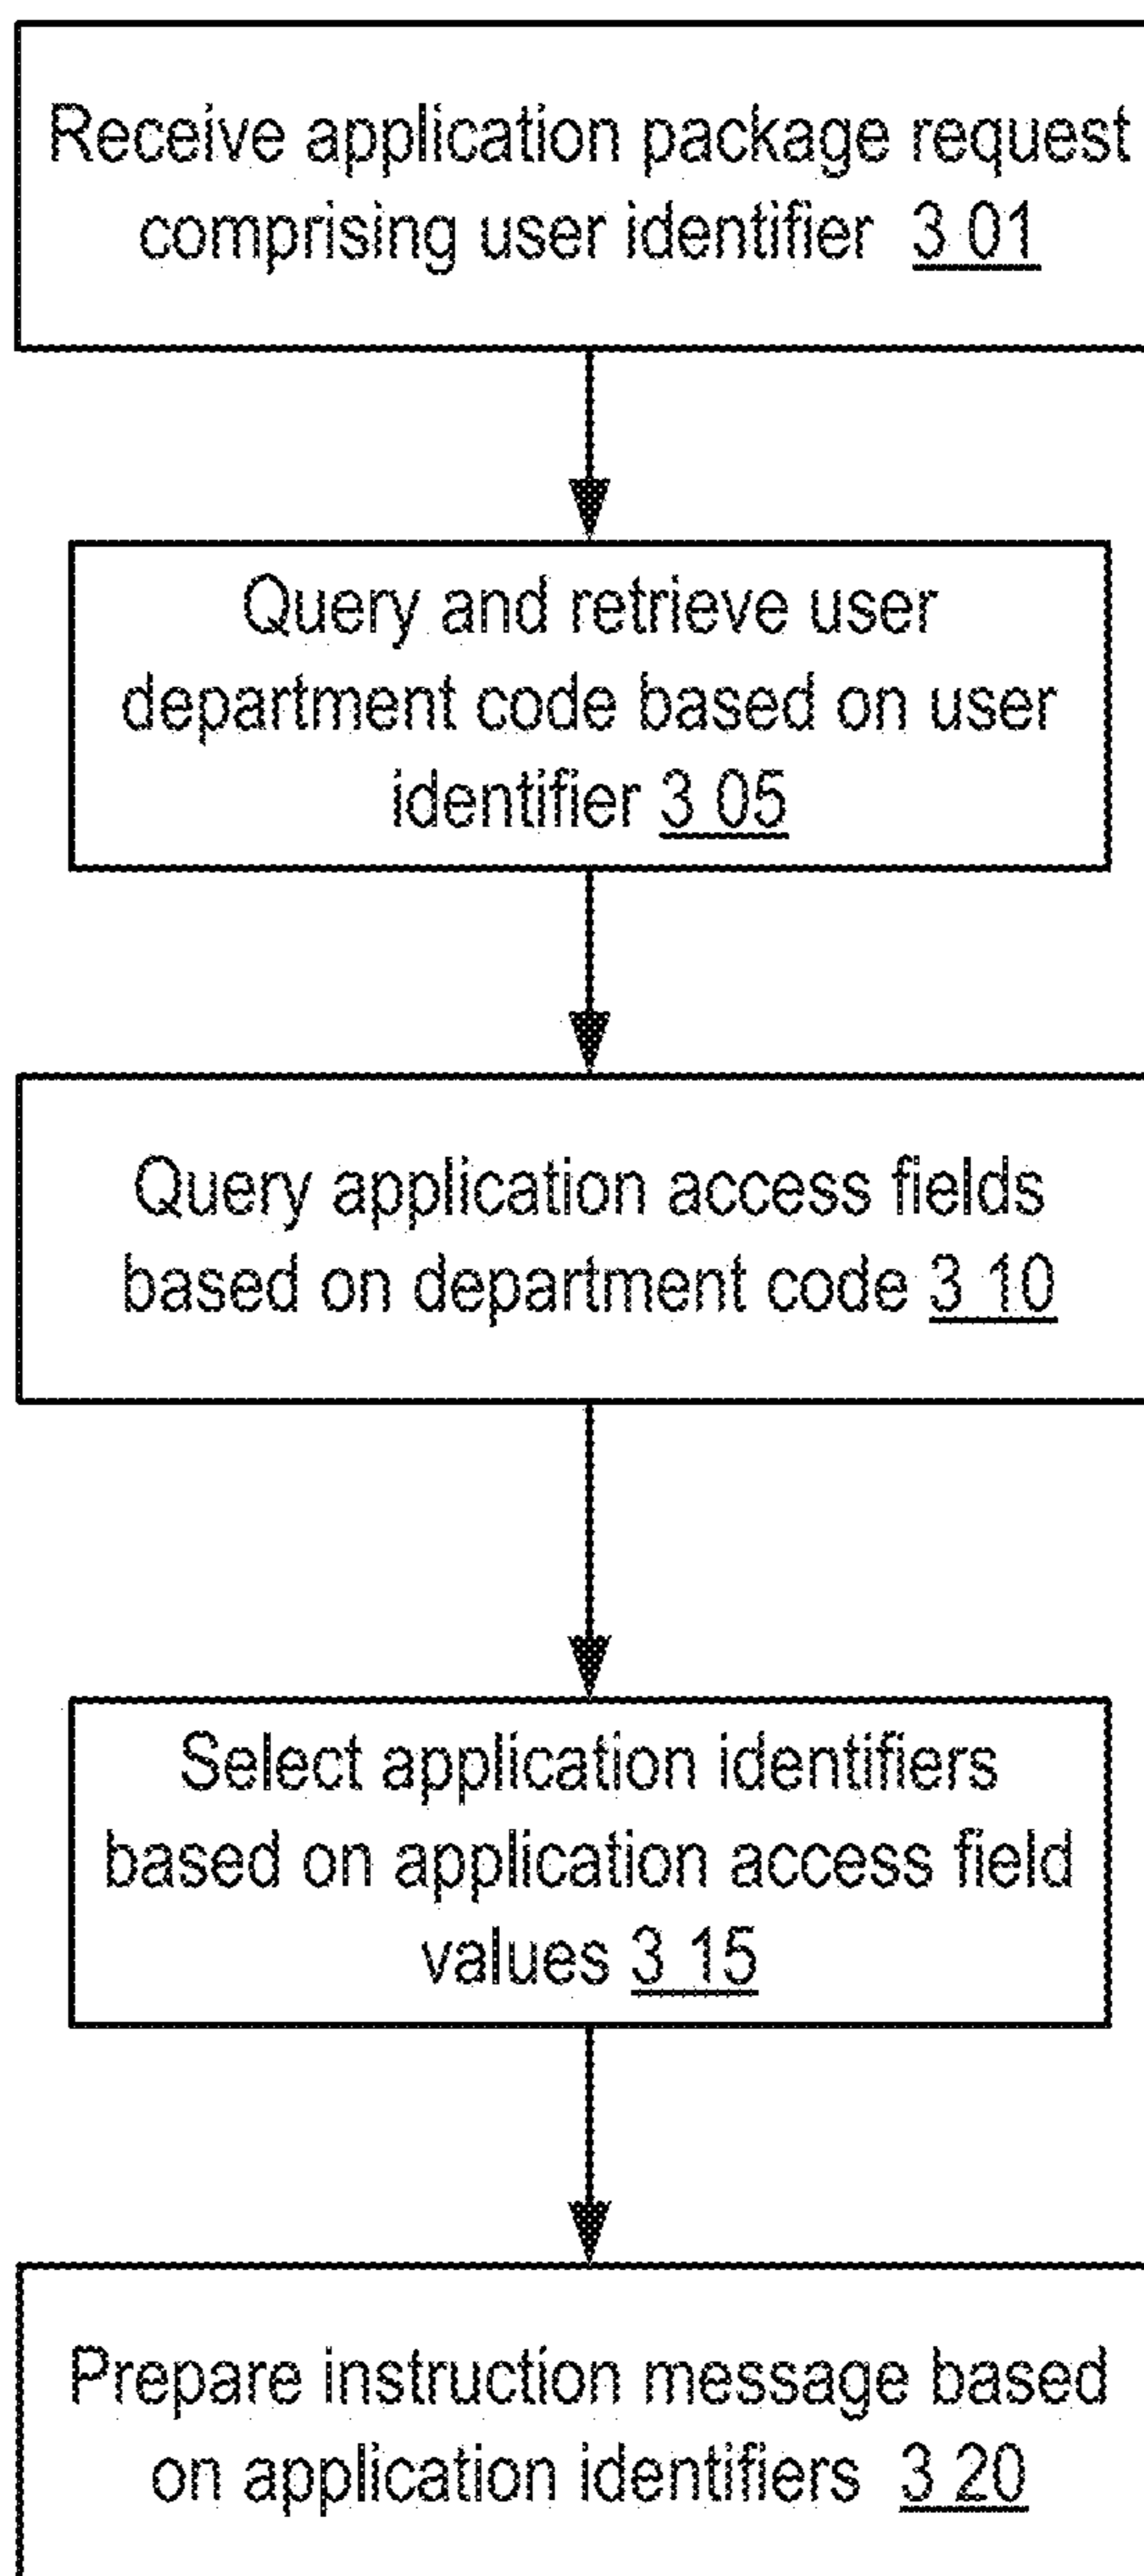 Receive application package request
comprising user identifier 3 01
Query and retrieve user
department code based on user
identifier 3 05
Query application access fields
based on department code 3 10
Select application identifiers
based on application access field
values 3 15
Prepare instruction message based
on application identifiers 3 20